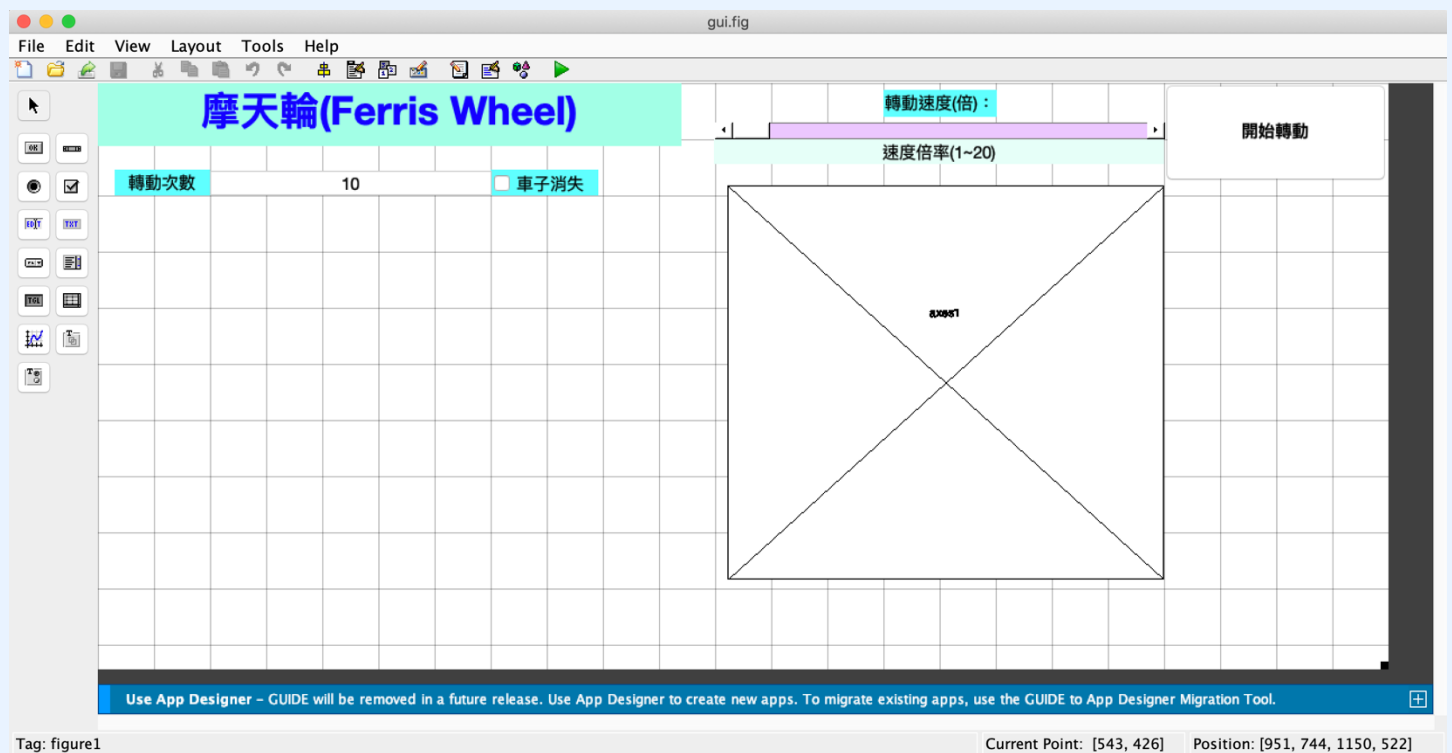 gui.fig
File Edit View Layout Tools Help
摩天輪(Ferris Wheel)
轉動速度(倍)：
開始轉動
速度倍率(1~20)
轉動次數 10 車子消失
axes1
OK
EDIT TXT
TGL
Use App Designer – GUIDE will be removed in a future release. Use App Designer to create new apps. To migrate existing apps, use the GUIDE to App Designer Migration Tool.
Tag: figure1 Current Point: [543, 426] Position: [951, 744, 1150, 522]